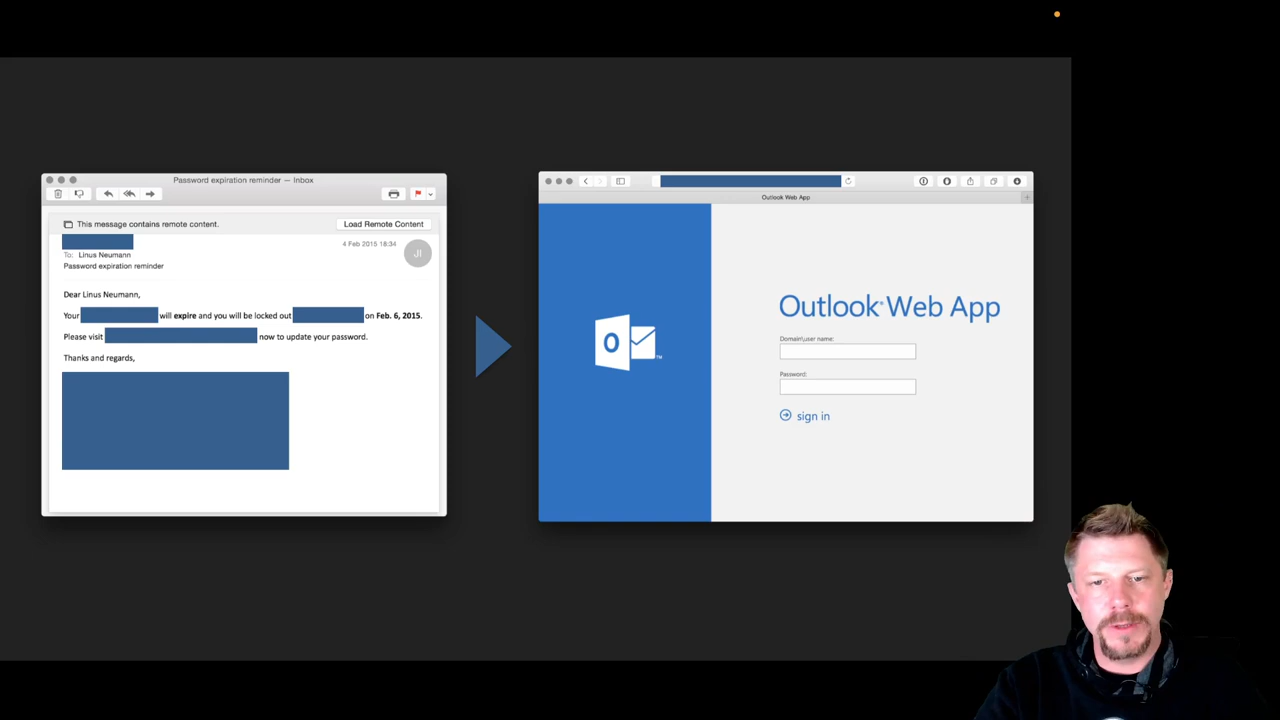 Password expiration reminder — Inbox
This message contains remote content.
Load Remote Content
4 Feb 2015 18:34
JI
To: Linus Neumann
Password expiration reminder
Dear Linus Neumann,
Your will expire and you will be locked out on Feb. 6, 2015.
Please visit now to update your password.
Thanks and regards,
Outlook Web App
O
TM
Outlook Web App
Domain\user name:
Password:
sign in